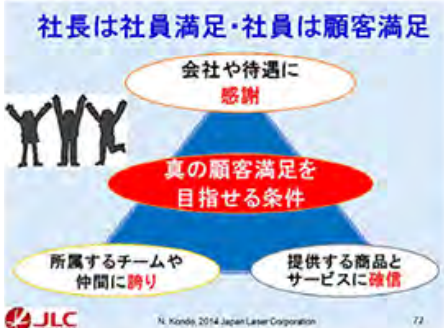 社長は社員満足･社員は顧客満足
会社や待遇に
感謝
真の顧客満足を
目指せる条件
所属するチームや
仲間に誇り
提供する商品と
サービスに確信
JLC
N. Kondo, 2014 Japan Laser Corporation
72